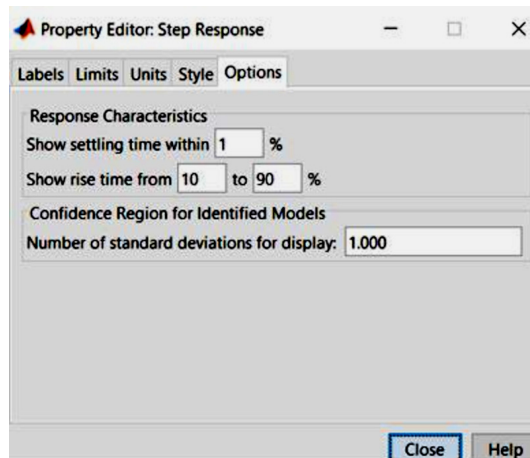 Property Editor: Step Response
Labels Limits Units Style Options
Response Characteristics
Show settling time within 1 %
Show rise time from 10 to 90 %
Confidence Region for Identified Models
Number of standard deviations for display: 1.000
Close Help